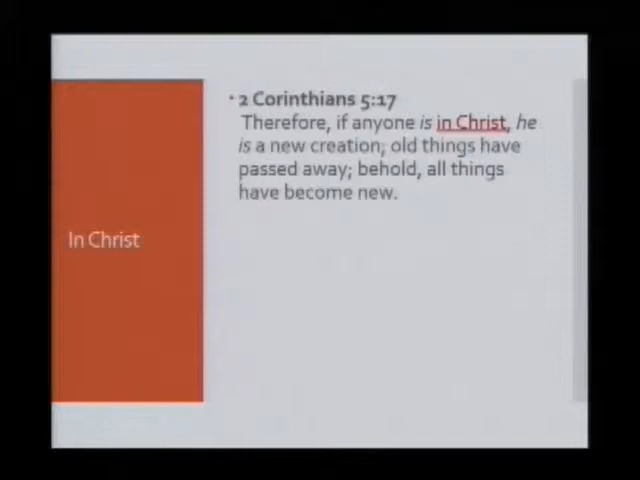 In Christ
2 Corinthians 5:17
Therefore, if anyone is in Christ, he
is a new creation; old things have
passed away; behold, all things
have become new.